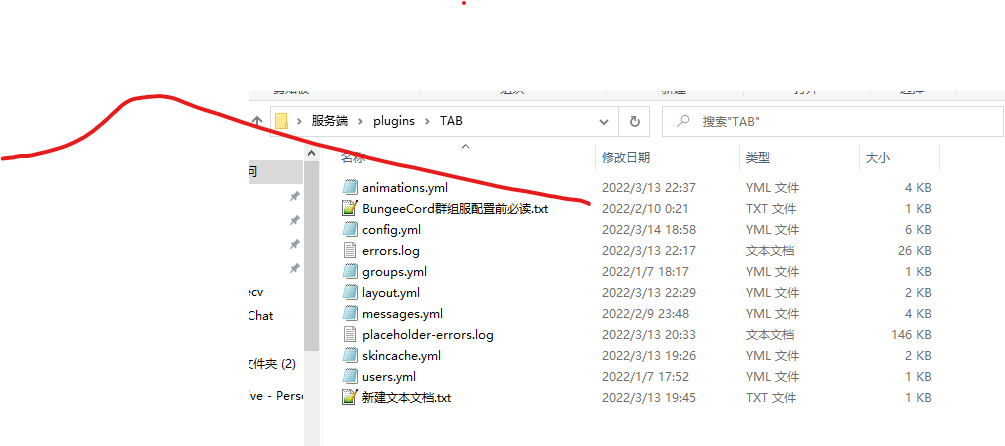 服务端 plugins TAB
搜索"TAB"
名称 修改日期 类型 大小
animations.yml 2022/3/13 22:37 YML 文件 4 KB
BungeeCord群组服配置前必读.txt 2022/2/10 0:21 TXT 文件 1 KB
config.yml 2022/3/14 18:58 YML 文件 6 KB
errors.log 2022/3/13 22:17 文本文档 26 KB
groups.yml 2022/1/7 18:17 YML 文件 1 KB
layout.yml 2022/3/13 22:29 YML 文件 2 KB
messages.yml 2022/2/9 23:48 YML 文件 4 KB
placeholder-errors.log 2022/3/13 20:33 文本文档 146 KB
skincache.yml 2022/3/13 19:26 YML 文件 2 KB
users.yml 2022/1/7 17:52 YML 文件 1 KB
新建文本文档.txt 2022/3/13 19:45 TXT 文件 1 KB
问
ecv
Chat
文件夹 (2)
ive - Perso